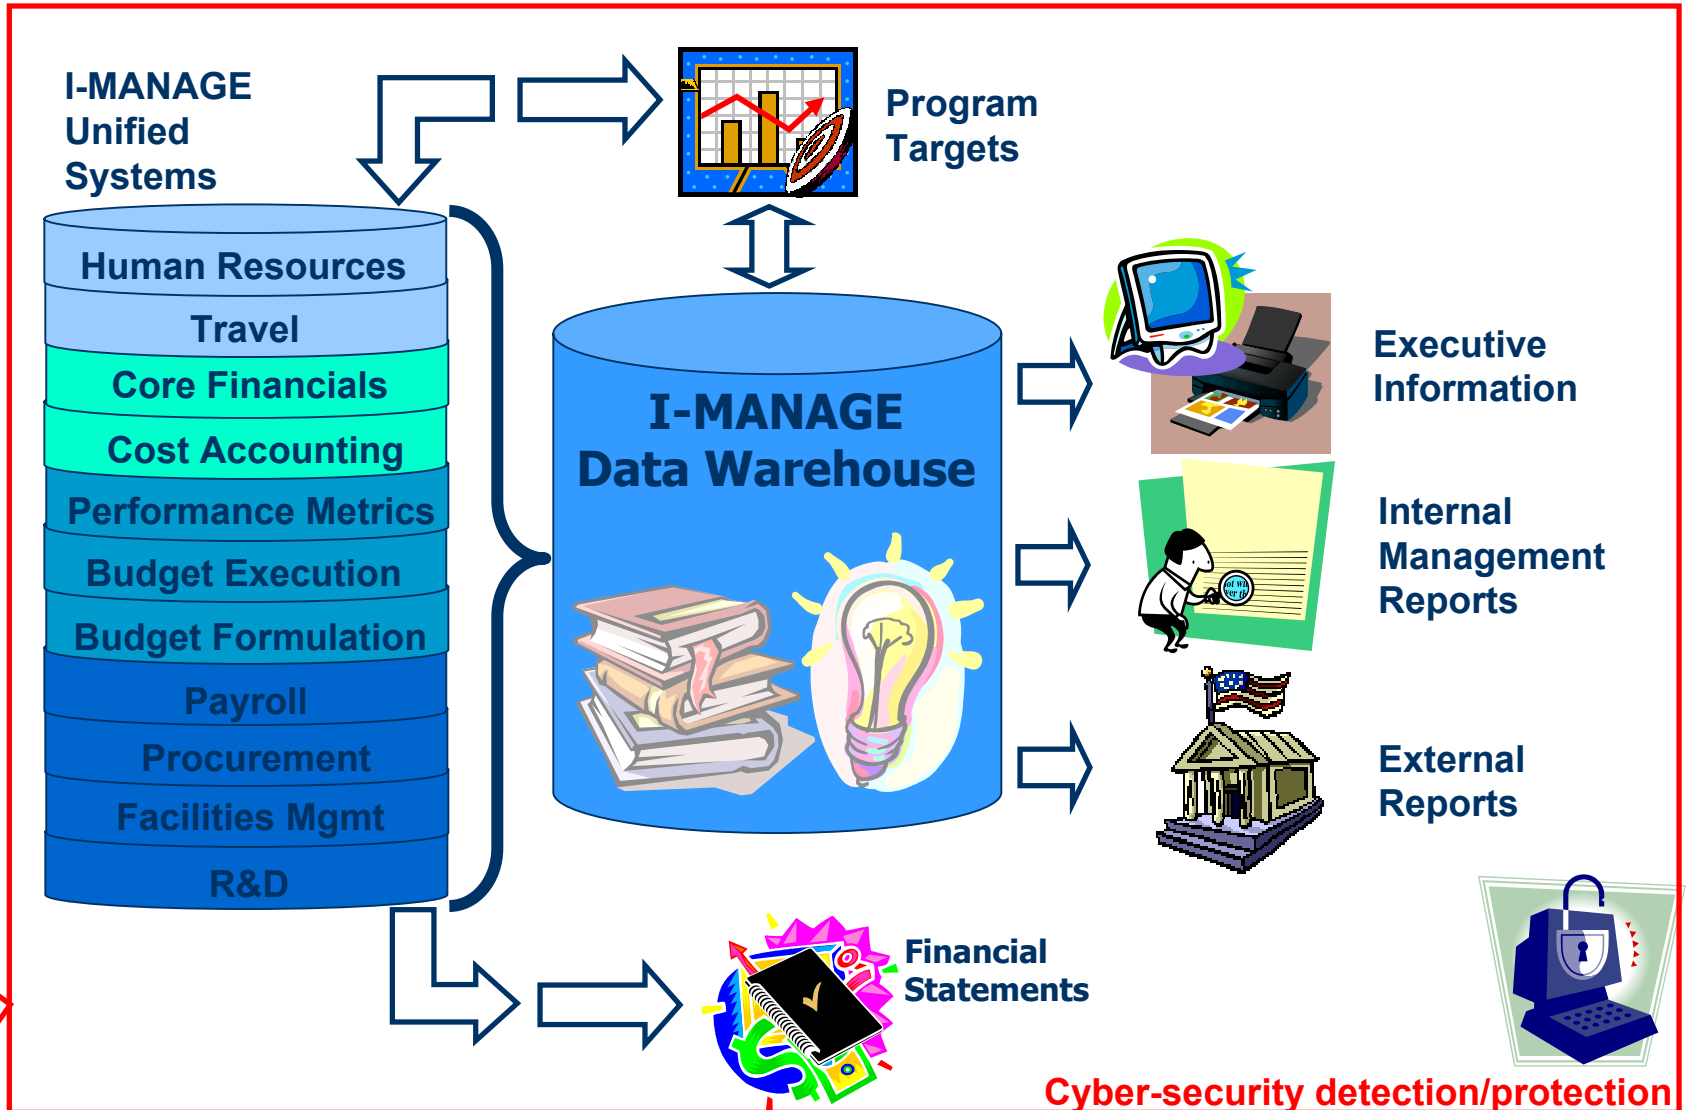 I-MANAGE
Unified
Systems
Program
Targets
Human Resources
Travel
Core Financials
Cost Accounting
Performance Metrics
Budget Execution
Budget Formulation
Payroll
Procurement
Facilities Mgmt
R&D
I-MANAGE
Data Warehouse
Executive
Information
Internal
Management
Reports
External
Reports
Financial
Statements
Cyber-security detection/protection